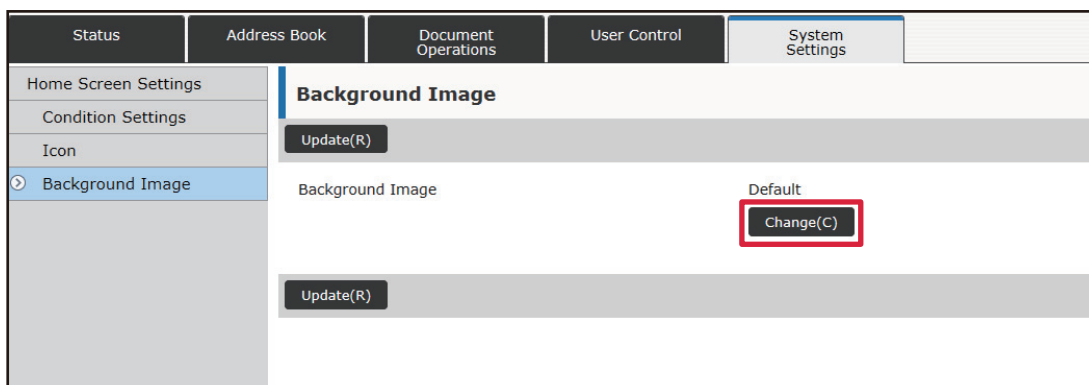 Status
Address Book
Document
Operations
User Control
System
Settings
Home Screen Settings
Condition Settings
Icon
Background Image
Background Image
Update(R)
Background Image
Default
Change(C)
Update(R)